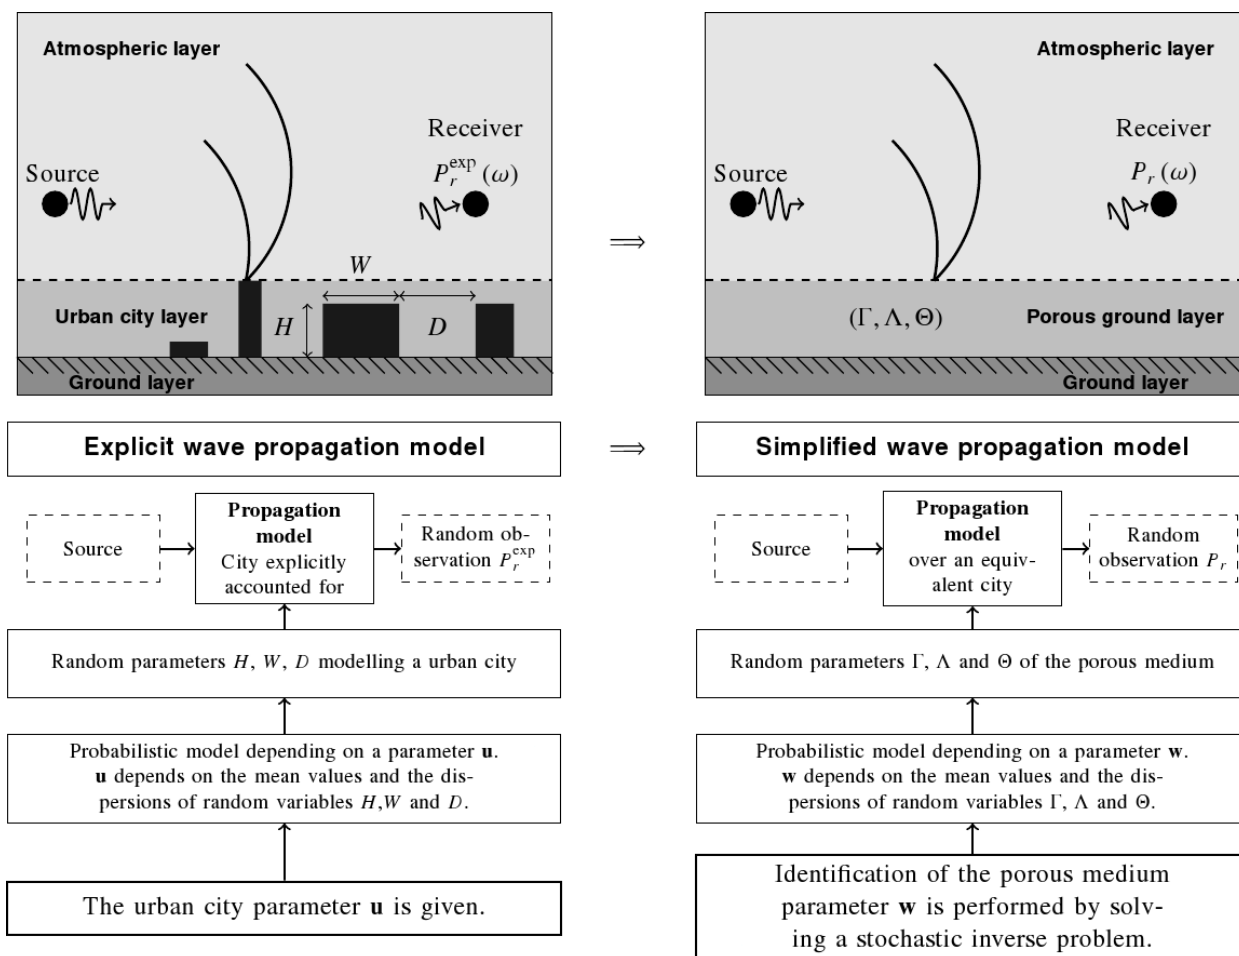 Atmospheric layer
Receiver
Source
P_r^exp (ω)
W
Urban city layer
H
D
Ground layer
⟹
Atmospheric layer
Receiver
Source
P_r (ω)
(Γ, Λ, Θ)
Porous ground layer
Ground layer
Explicit wave propagation model
⟹
Simplified wave propagation model
Source
Propagation
model
City explicitly
accounted for
Random ob-
servation P_r^exp
Random parameters H, W, D modelling a urban city
Probabilistic model depending on a parameter u.
u depends on the mean values and the dis-
persions of random variables H,W and D.
The urban city parameter u is given.
Source
Propagation
model
over an equiv-
alent city
Random
observation P_r
Random parameters Γ, Λ and Θ of the porous medium
Probabilistic model depending on a parameter w.
w depends on the mean values and the dis-
persions of random variables Γ, Λ and Θ.
Identification of the porous medium
parameter w is performed by solv-
ing a stochastic inverse problem.